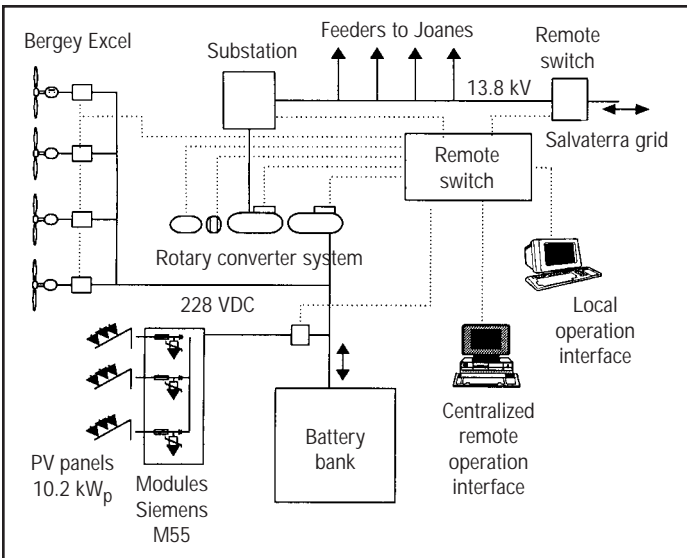 Bergey Excel
Substation
Feeders to Joanes
Remote
switch
13.8 kV
Salvaterra grid
Remote
switch
Rotary converter system
228 VDC
Local
operation
interface
Centralized
remote
operation
interface
Battery
bank
PV panels
10.2 kWp
Modules
Siemens
M55